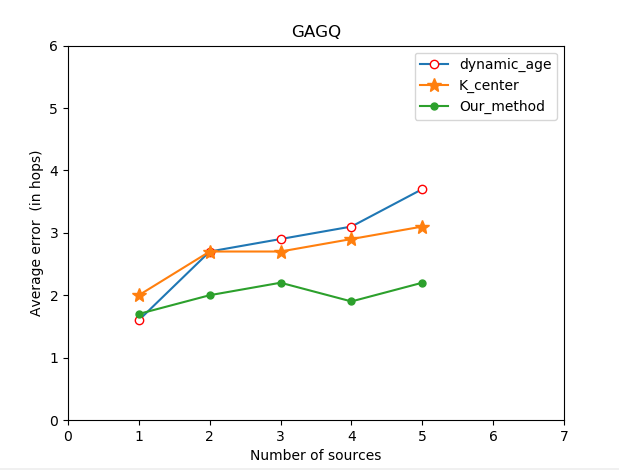 GAGQ
dynamic_age
K_center
Our_method
Average error  (in hops)
6
5
4
3
2
1
0
0 1 2 3 4 5 6 7
Number of sources